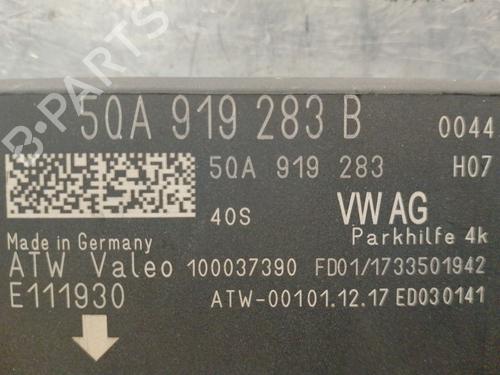 5QA 919 283 B 0044
5QA 919 283 H07
40S VW AG
Made in Germany Parkhilfe 4k
ATW Valeo 100037390 FD01/1733501942
E111930 ATW-00101.12.17 ED030141
B-PARTS